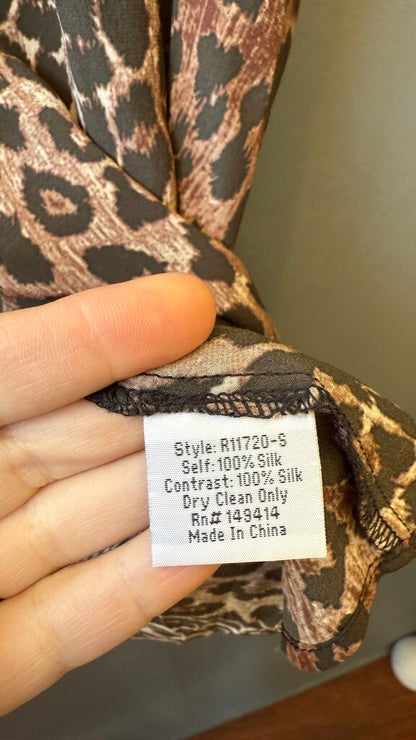 Style: R11720-S
Self: 100% Silk
Contrast: 100% Silk
Dry Clean Only
Rn# 149414
Made In China